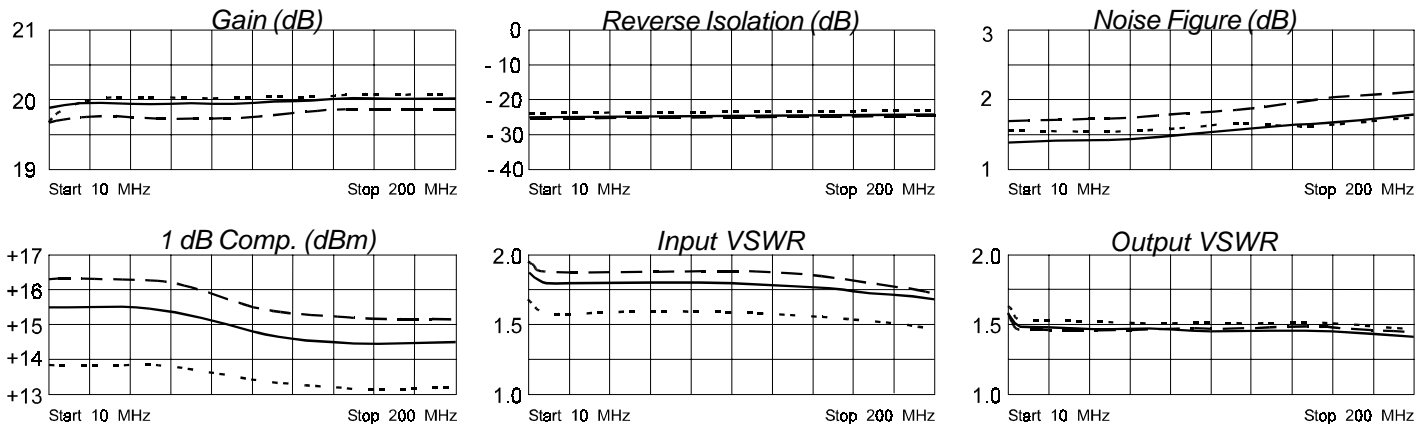 Gain (dB)
21
20
19
Start 10 MHz Stop 200 MHz
Reverse Isolation (dB)
0
- 10
- 20
- 30
- 40
Start 10 MHz Stop 200 MHz
Noise Figure (dB)
3
2
1
Start 10 MHz Stop 200 MHz
1 dB Comp. (dBm)
+17
+16
+15
+14
+13
Start 10 MHz Stop 200 MHz
Input VSWR
2.0
1.5
1.0
Start 10 MHz Stop 200 MHz
Output VSWR
2.0
1.5
1.0
Start 10 MHz Stop 200 MHz